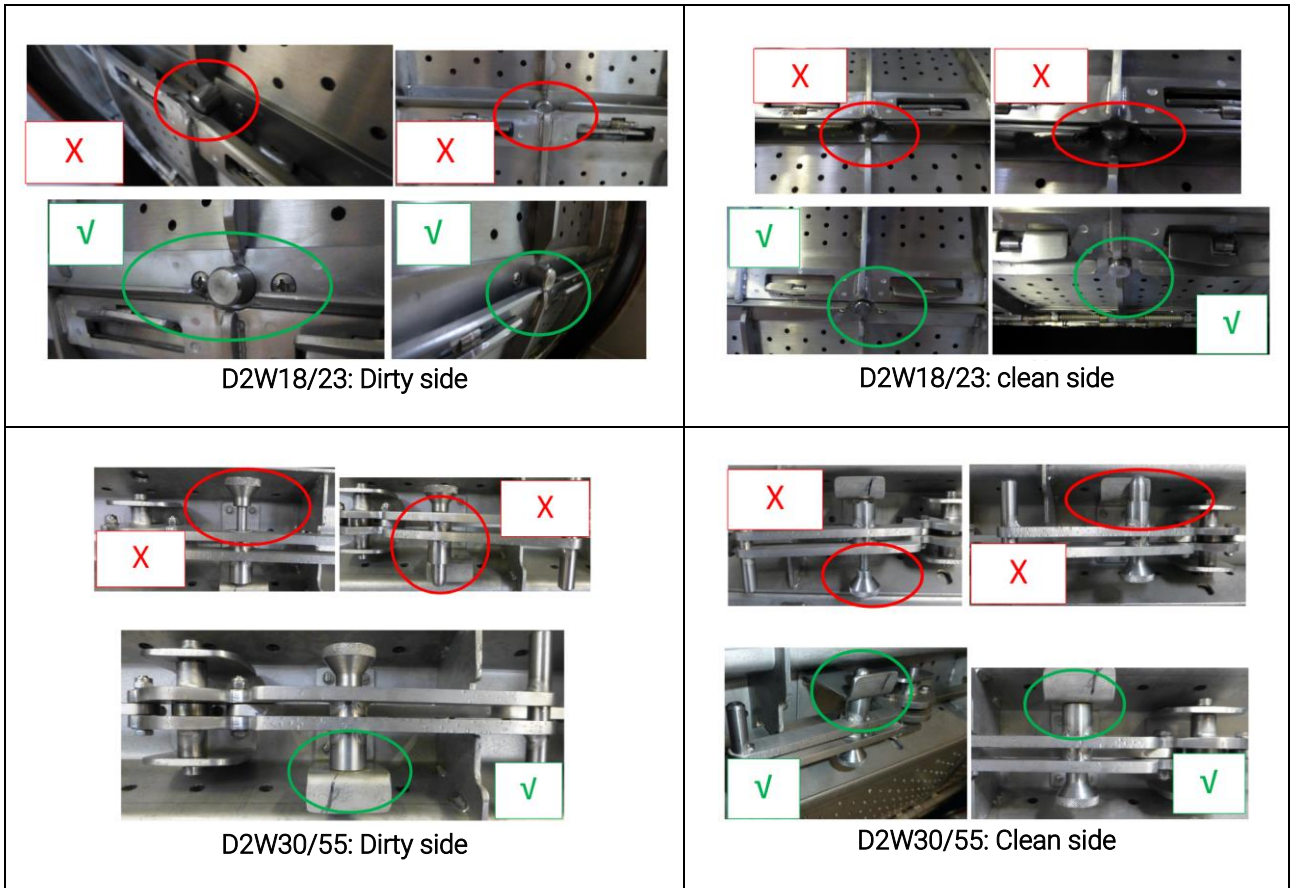 X
X
√
√
D2W18/23: Dirty side
X
X
√
√
D2W18/23: clean side
X
X
√
D2W30/55: Dirty side
X
X
√
√
D2W30/55: Clean side